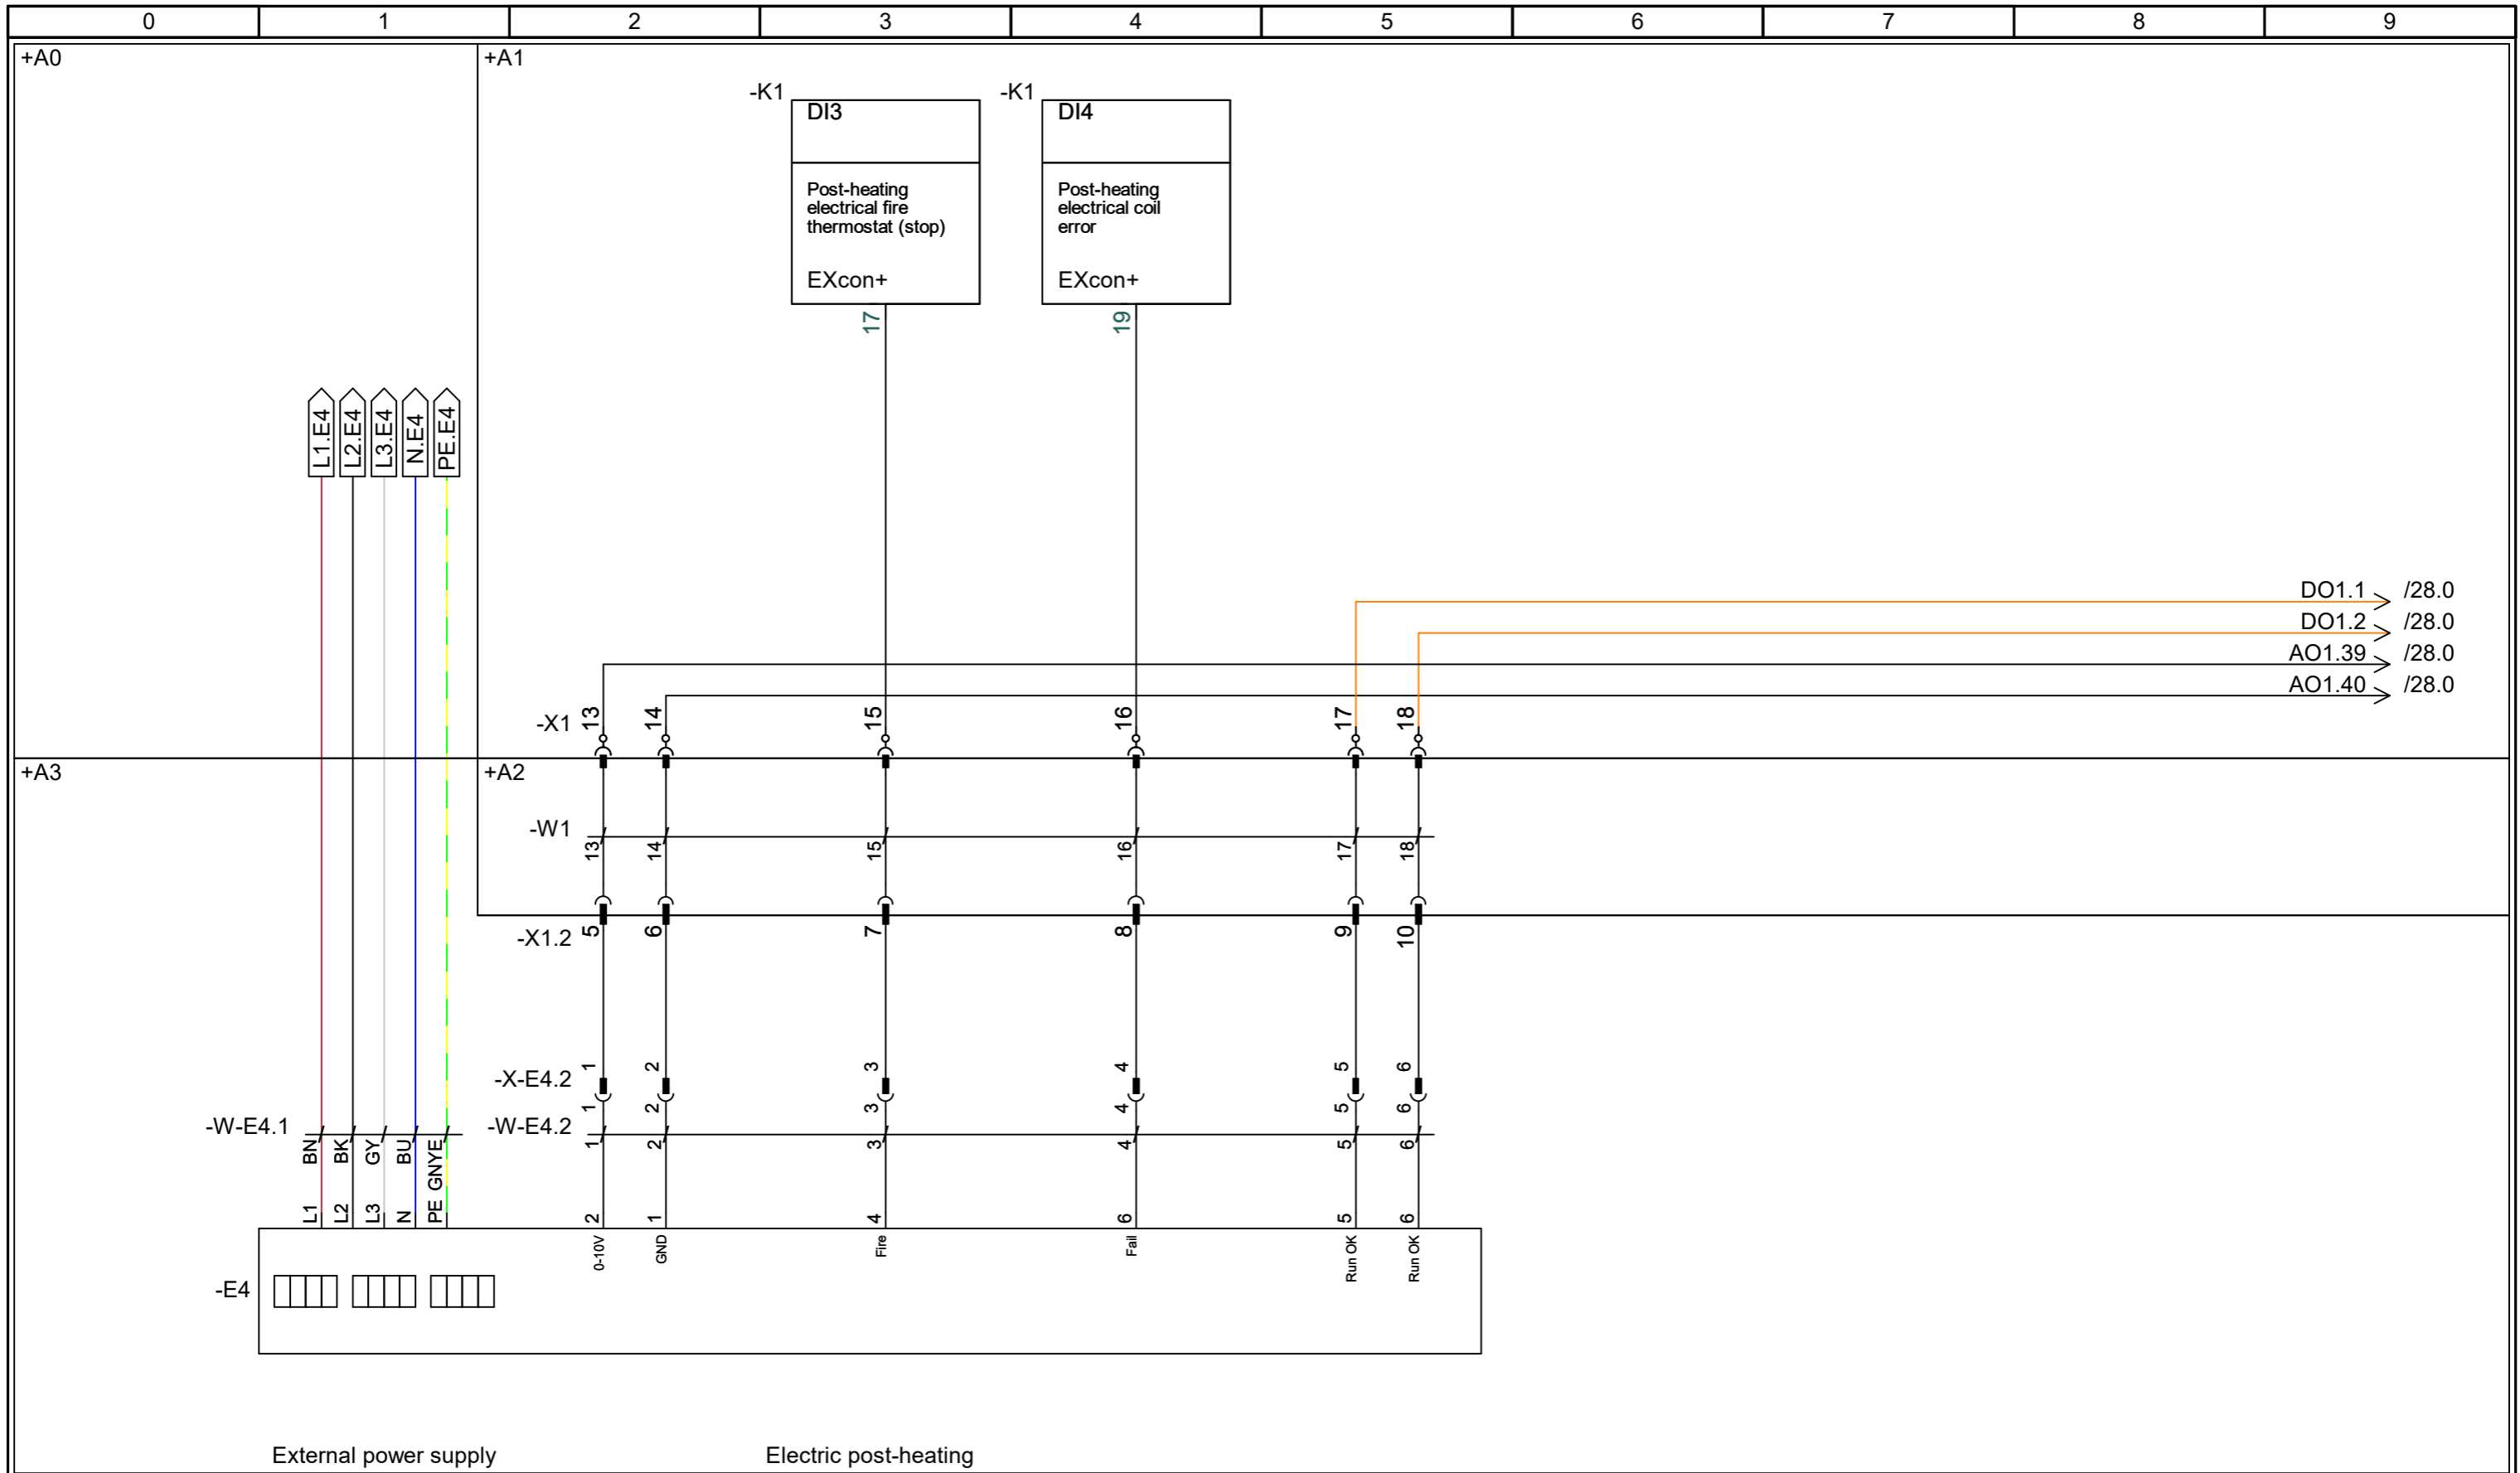 0 1 2 3 4 5 6 7 8 9
+A0 +A1
-K1 -K1
DI3 DI4
Post-heating
electrical fire
thermostat (stop)
EXcon+
Post-heating
electrical coil
error
EXcon+
17 19
L1.E4 L2.E4 L3.E4 N.E4 PE.E4
DO1.1 /28.0
DO1.2 /28.0
AO1.39 /28.0
AO1.40 /28.0
-X1 13 14 15 16 17 18
+A3 +A2
-W1 13 14 15 16 17 18
-X1.2 5 6 7 8 9 10
-X-E4.2 1 2 3 4 5 6
1 2 3 4 5 6
-W-E4.1 BN BK GY BU GNYE
-W-E4.2 1 2 3 4 5 6
L1 L2 L3 N PE 2 1 4 6 5 6
0-10V GND Fire Fail Run OK Run OK
-E4
External power supply Electric post-heating